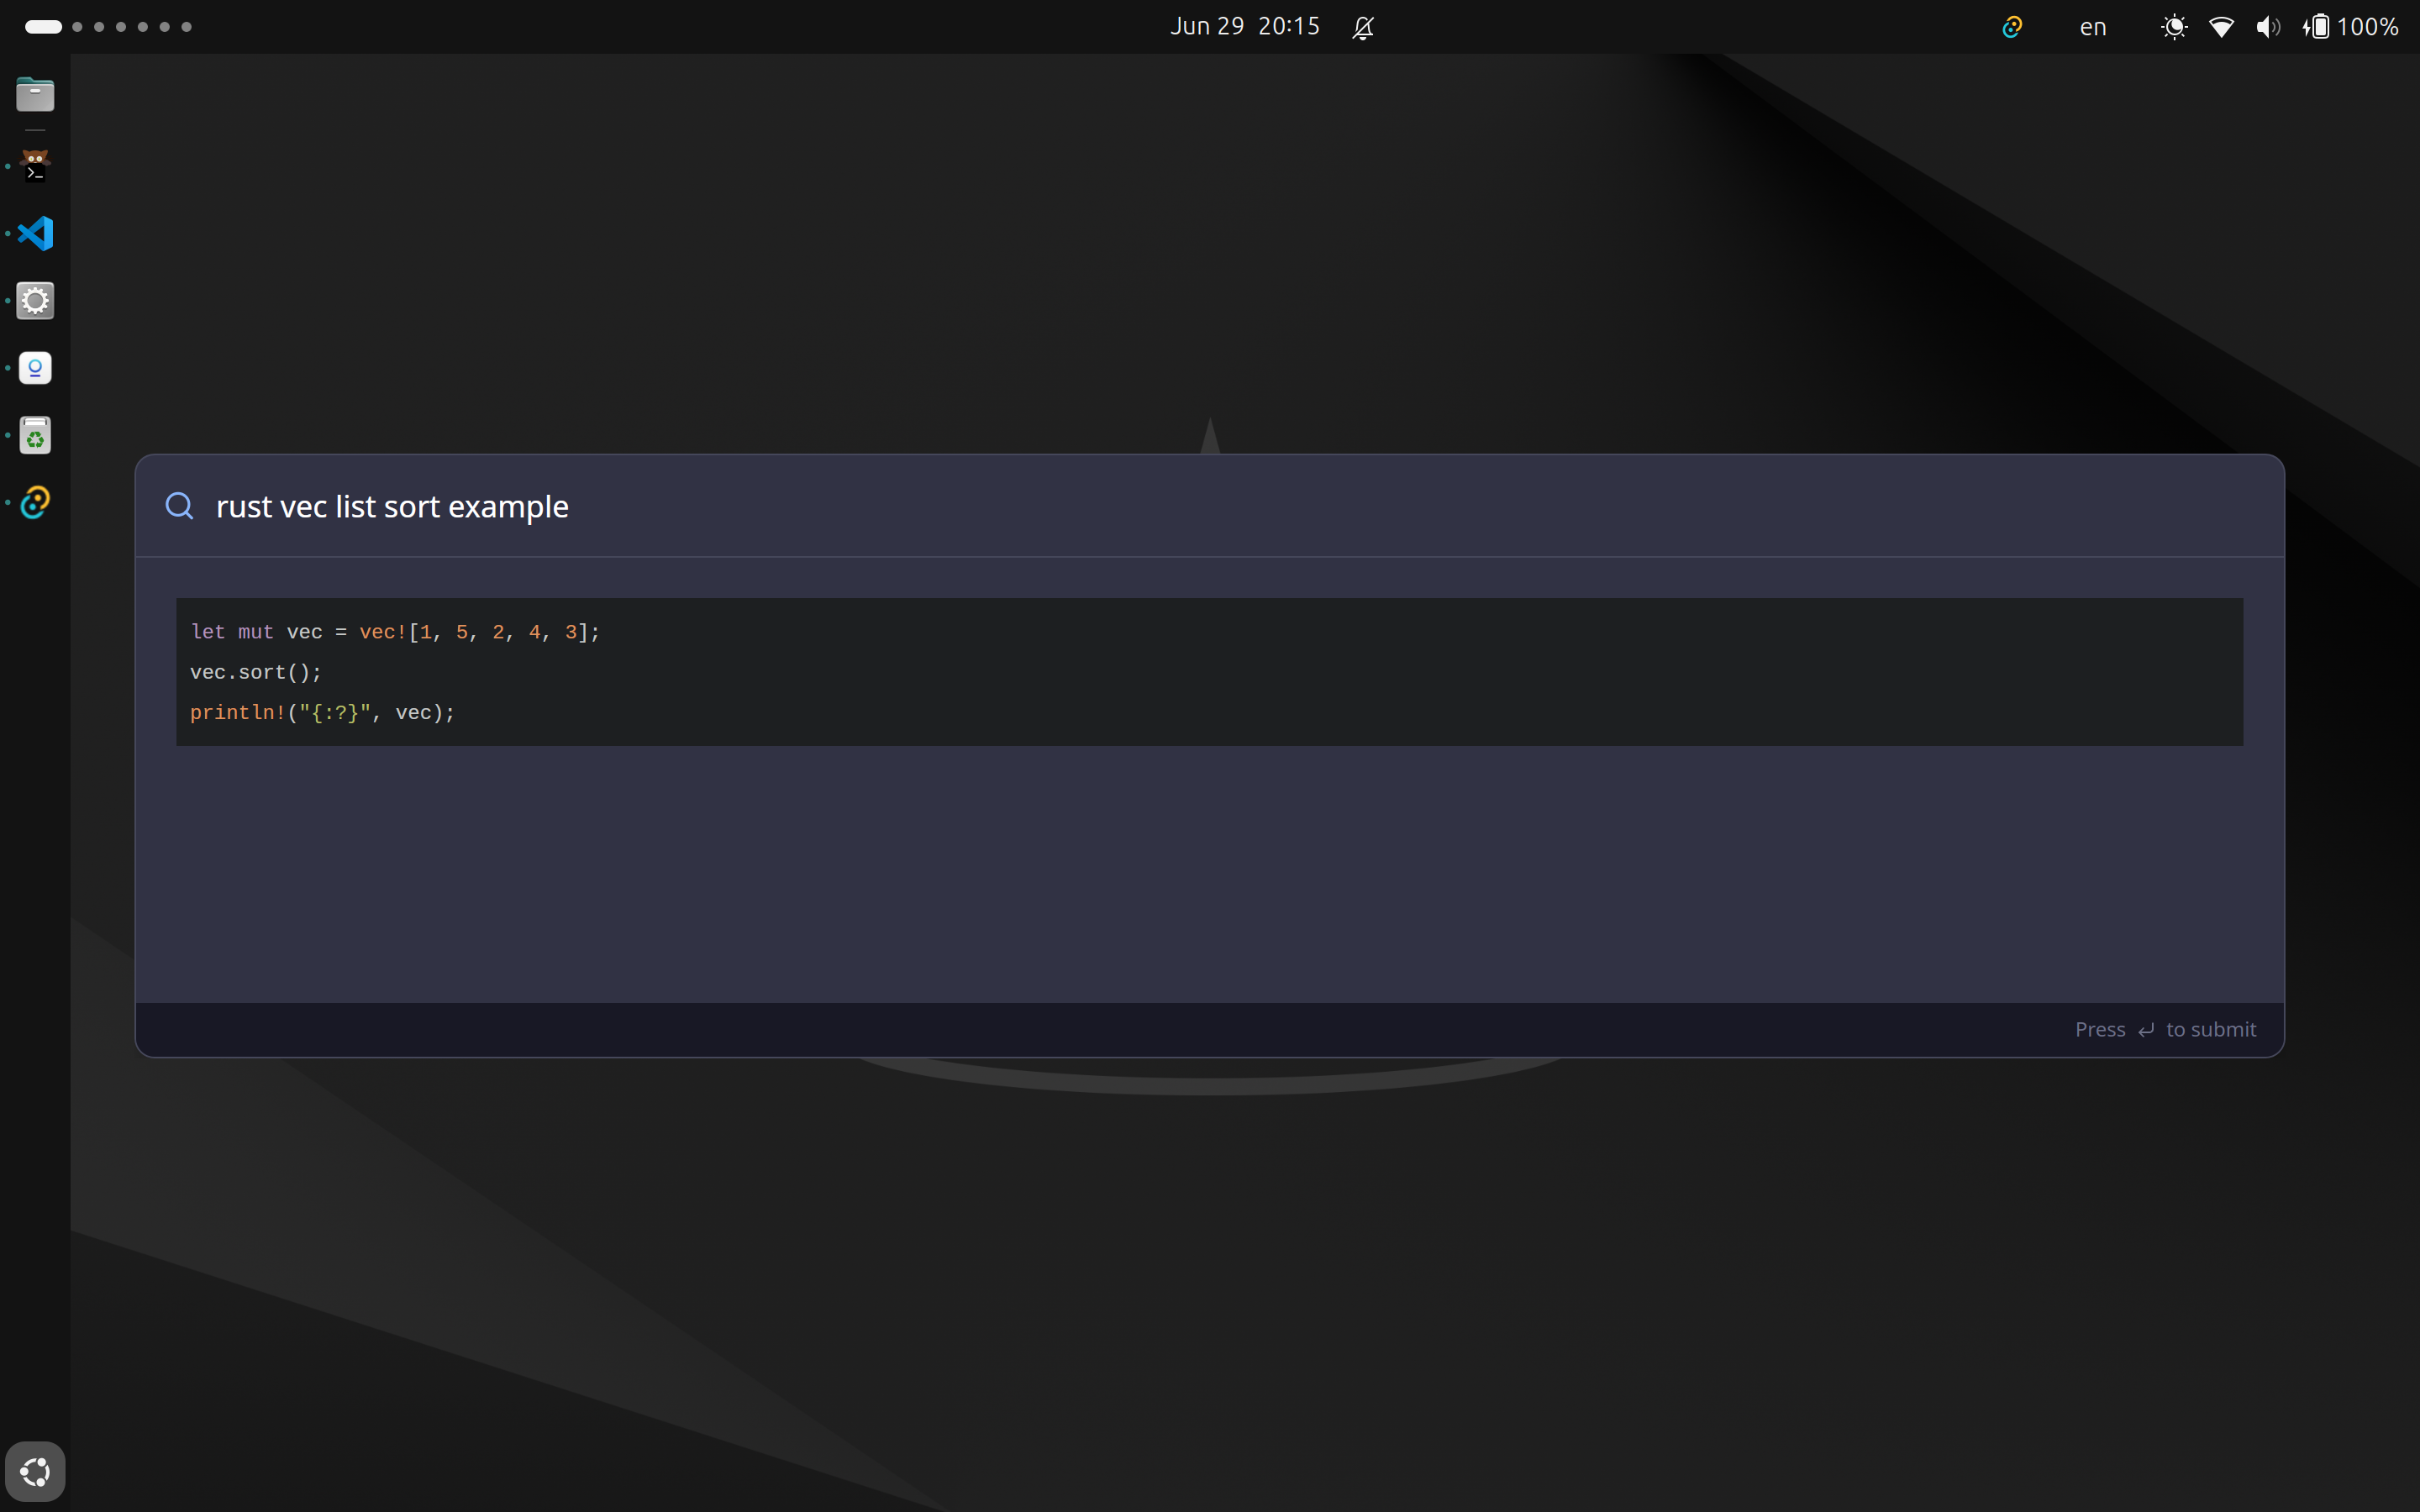 Jun 29 20:15
en
100%
rust vec list sort example
let mut vec = vec![1, 5, 2, 4, 3];
vec.sort();
println!("{:?}", vec);
Press ↵ to submit